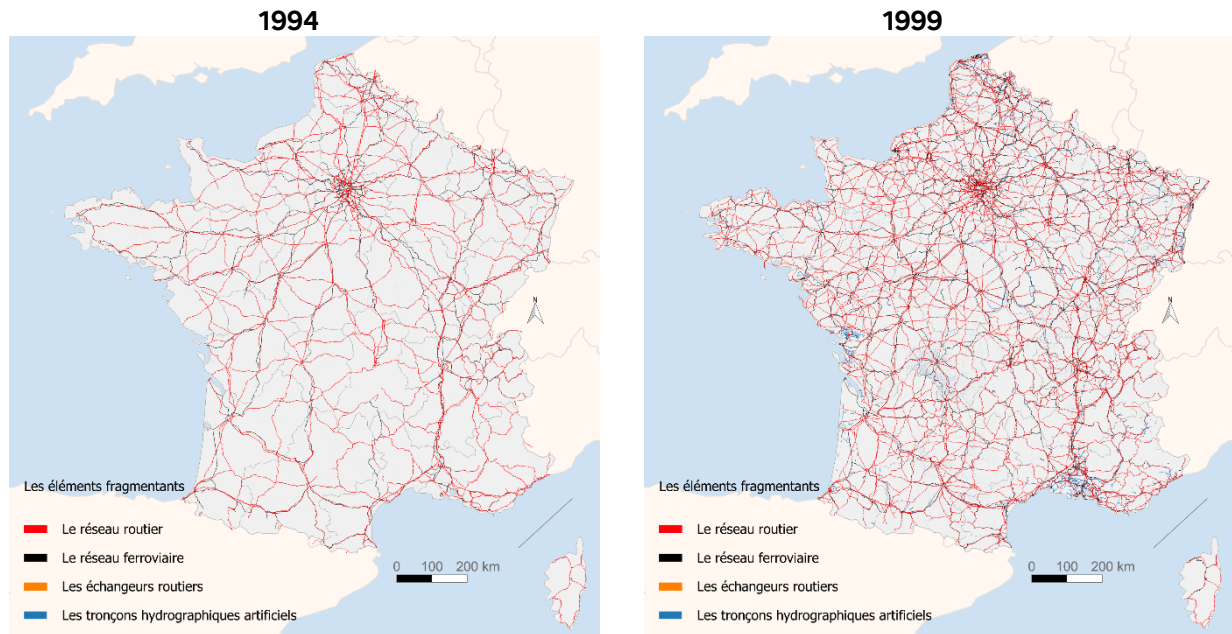 1994
N
Les éléments fragmentants
Le réseau routier
Le réseau ferroviaire
Les échangeurs routiers
Les tronçons hydrographiques artificiels
0 100 200 km
1999
N
Les éléments fragmentants
Le réseau routier
Le réseau ferroviaire
Les échangeurs routiers
Les tronçons hydrographiques artificiels
0 100 200 km